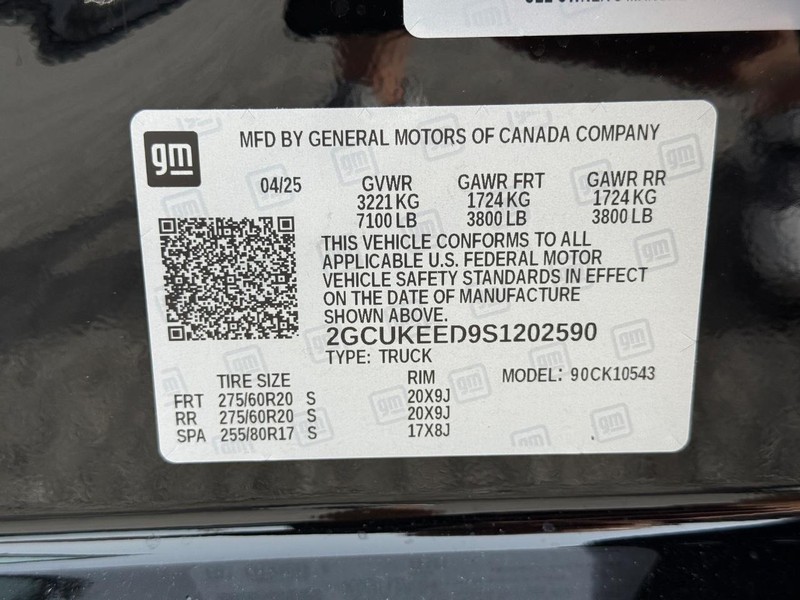 gm
MFD BY GENERAL MOTORS OF CANADA COMPANY
04/25 GVWR GAWR FRT GAWR RR
3221 KG 1724 KG 1724 KG
7100 LB 3800 LB 3800 LB
THIS VEHICLE CONFORMS TO ALL
APPLICABLE U.S. FEDERAL MOTOR
VEHICLE SAFETY STANDARDS IN EFFECT
ON THE DATE OF MANUFACTURE
SHOWN ABOVE.
2GCUKEED9S1202590
TYPE: TRUCK
TIRE SIZE RIM MODEL: 90CK10543
FRT 275/60R20 S 20X9J
RR 275/60R20 S 20X9J
SPA 255/80R17 S 17X8J